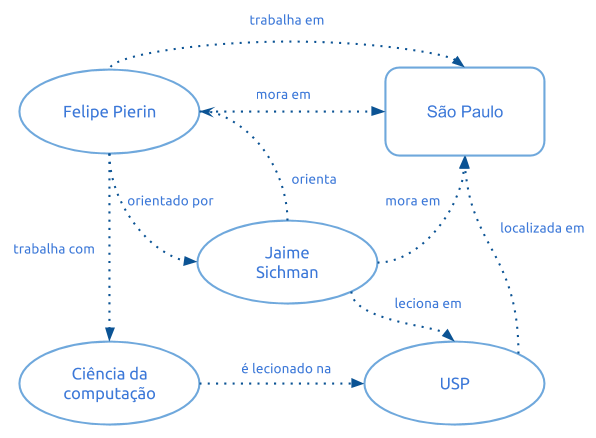 trabalha em
mora em
Felipe Pierin
São Paulo
orienta
orientado por
mora em
localizada em
trabalha com
Jaime
Sichman
leciona em
é lecionado na
Ciência da
computação
USP